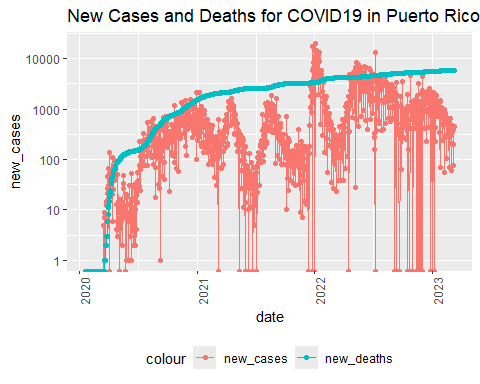 New Cases and Deaths for COVID19 in Puerto Rico
new_cases
10000
1000
100
10
1
2020
2021
2022
2023
date
colour
new_cases
new_deaths